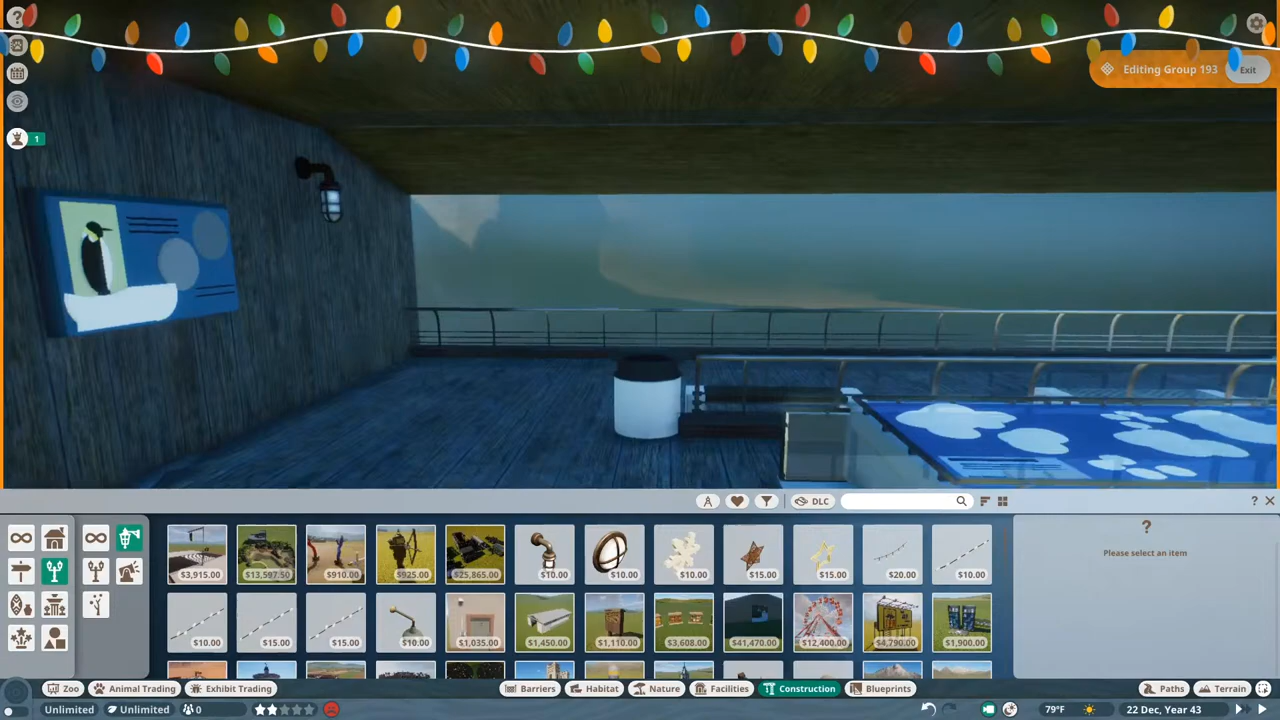 ?
Editing Group 193
Exit
1
DLC
?
$3,915.00
$13,597.50
$910.00
$925.00
$25,865.00
$10.00
$10.00
$10.00
$15.00
$15.00
$20.00
$10.00
?
Please select an item
$10.00
$15.00
$15.00
$10.00
$1,035.00
$1,450.00
$1,110.00
$3,608.00
$41,470.00
$12,400.00
$4,790.00
$1,900.00
Zoo
Animal Trading
Exhibit Trading
Barriers
Habitat
Nature
Facilities
Construction
Blueprints
Paths
Terrain
Unlimited
Unlimited
0
79°F
22 Dec, Year 43